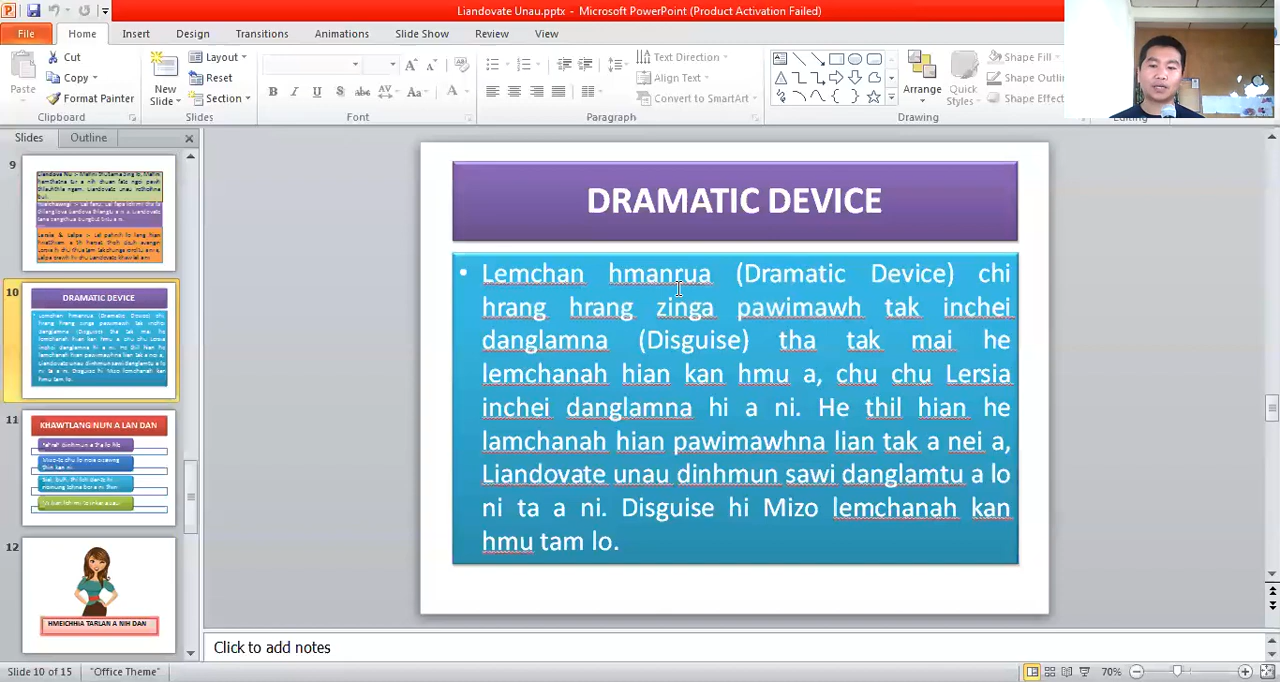 Liandovate Unau.pptx - Microsoft PowerPoint (Product Activation Failed)
File Home Insert Design Transitions Animations Slide Show Review View
Paste
Cut
Copy
Format Painter
Clipboard
New
Slide
Layout
Reset
Section
Slides
B I U S abc AV Aa A
Font
Text Direction
Align Text
Convert to SmartArt
Paragraph
Arrange
Quick
Styles
Shape Fill
Shape Outli
Shape Effect
Drawing
Editing
Slides Outline
9
10
DRAMATIC DEVICE
11
KHAWTLANG NUN A LAN DAN
12
HMEICHHIA TARLAN A NIH DAN
DRAMATIC DEVICE
• Lemchan hmanrua (Dramatic Device) chi
hrang hrang zinga pawimawh tak inchei
danglamna (Disguise) tha tak mai he
lemchanah hian kan hmu a, chu chu Lersia
inchei danglamna hi a ni. He thil hian he
lamchanah hian pawimawhna lian tak a nei a,
Liandovate unau dinhmun sawi danglamtu a lo
ni ta a ni. Disguise hi Mizo lemchanah kan
hmu tam lo.
Click to add notes
Slide 10 of 15 "Office Theme" 70%